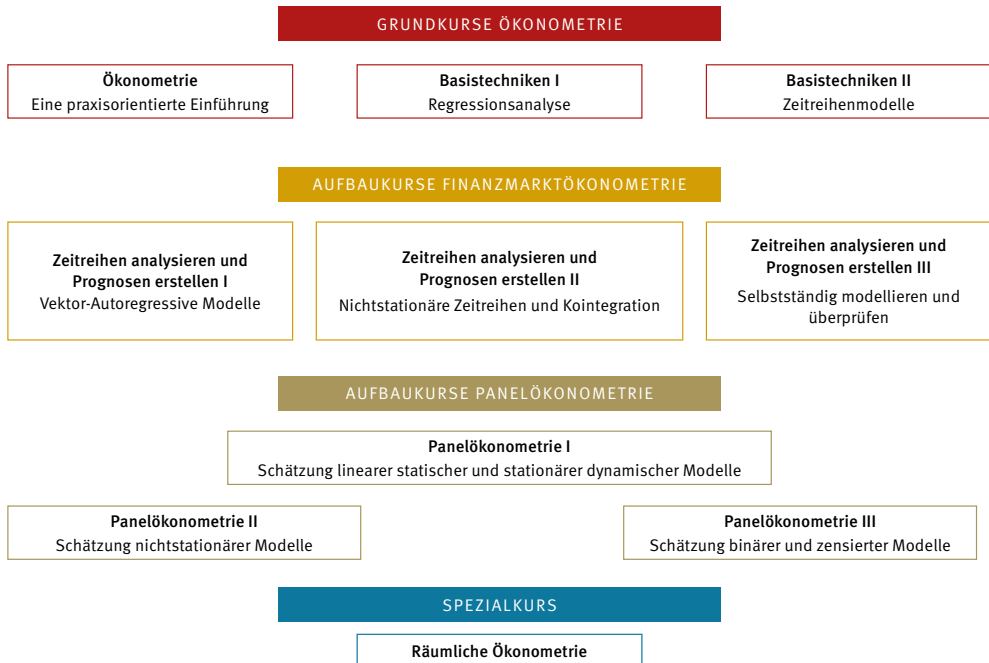 GRUNDKURSE ÖKONOMETRIE
Ökonometrie
Eine praxisorientierte Einführung
Basistechniken I
Regressionsanalyse
Basistechniken II
Zeitreihenmodelle
AUFBAUKURSE FINANZMARKTÖKONOMETRIE
Zeitreihen analysieren und
Prognosen erstellen I
Vektor-Autoregressive Modelle
Zeitreihen analysieren und
Prognosen erstellen II
Nichtstationäre Zeitreihen und Kointegration
Zeitreihen analysieren und
Prognosen erstellen III
Selbstständig modellieren und
überprüfen
AUFBAUKURSE PANELÖKONOMETRIE
Panelökonometrie I
Schätzung linearer statischer und stationärer dynamischer Modelle
Panelökonometrie II
Schätzung nichtstationärer Modelle
Panelökonometrie III
Schätzung binärer und zensierter Modelle
SPEZIALKURS
Räumliche Ökonometrie